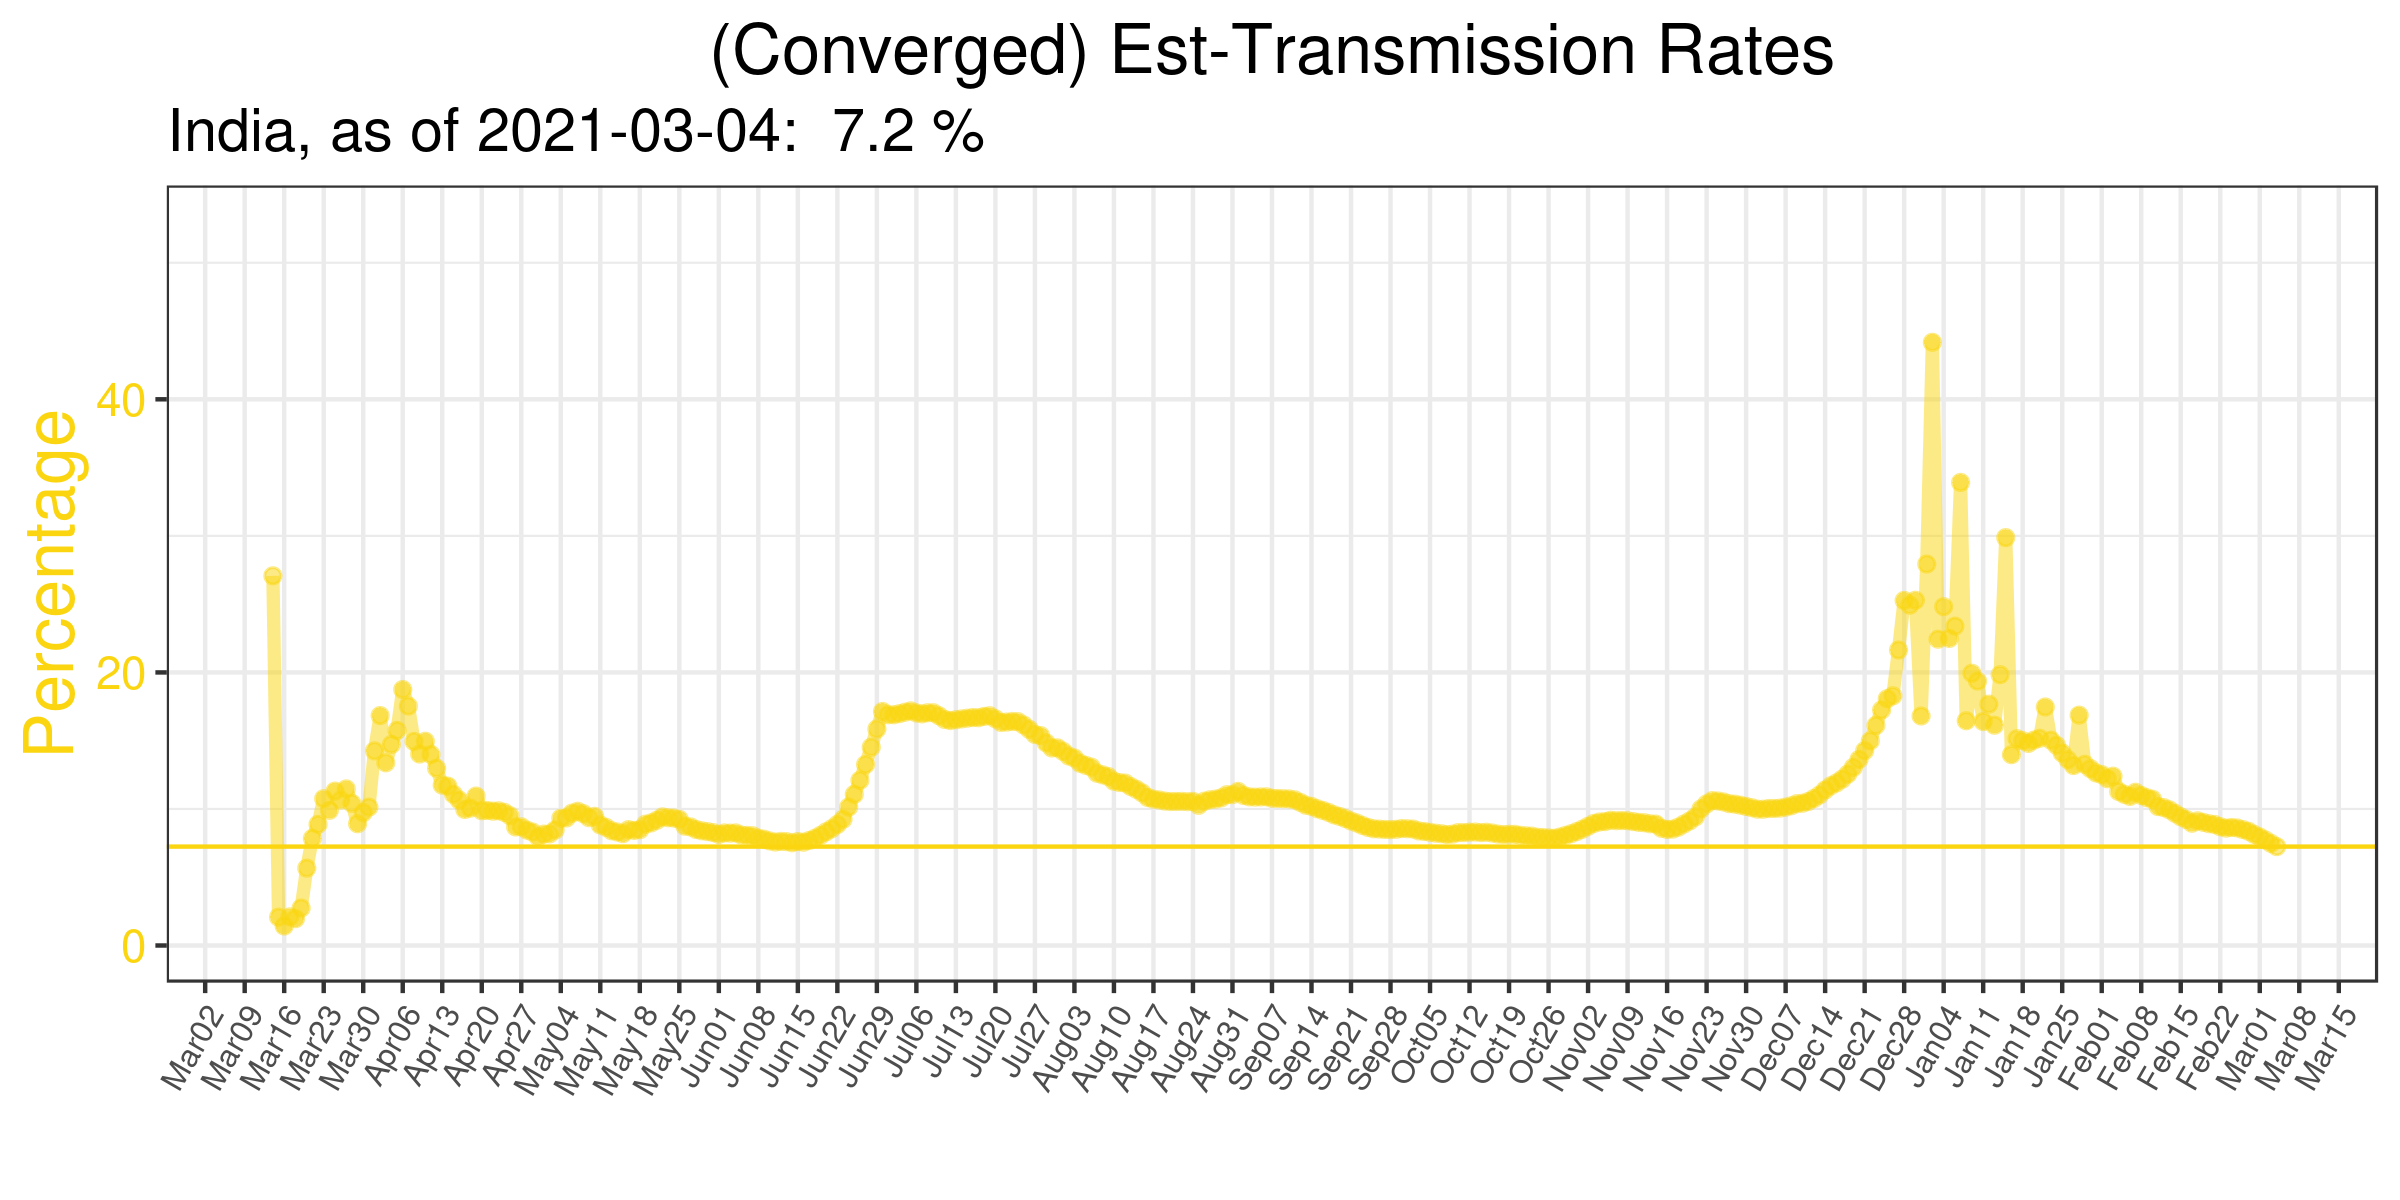 (Converged) Est-Transmission Rates
India, as of 2021-03-04:  7.2 %
Percentage
40
20
0
Mar02 Mar09 Mar16 Mar23 Mar30 Apr06 Apr13 Apr20 Apr27 May04 May11 May18 May25 Jun01 Jun08 Jun15 Jun22 Jun29 Jul06 Jul13 Jul20 Jul27 Aug03 Aug10 Aug17 Aug24 Aug31 Sep07 Sep14 Sep21 Sep28 Oct05 Oct12 Oct19 Oct26 Nov02 Nov09 Nov16 Nov23 Nov30 Dec07 Dec14 Dec21 Dec28 Jan04 Jan11 Jan18 Jan25 Feb01 Feb08 Feb15 Feb22 Mar01 Mar08 Mar15